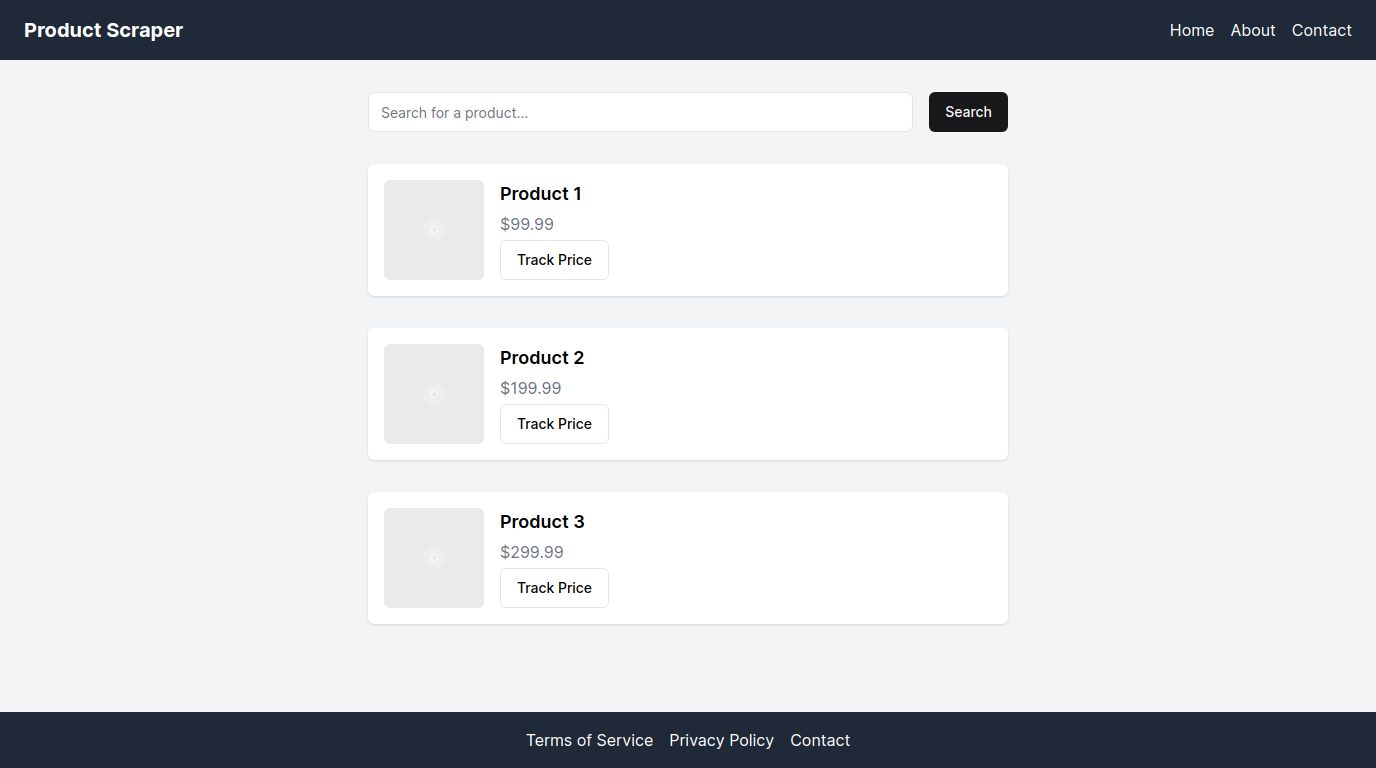 Product Scraper
Home About Contact
Search for a product...
Search
Product 1
$99.99
Track Price
Product 2
$199.99
Track Price
Product 3
$299.99
Track Price
Terms of Service Privacy Policy Contact